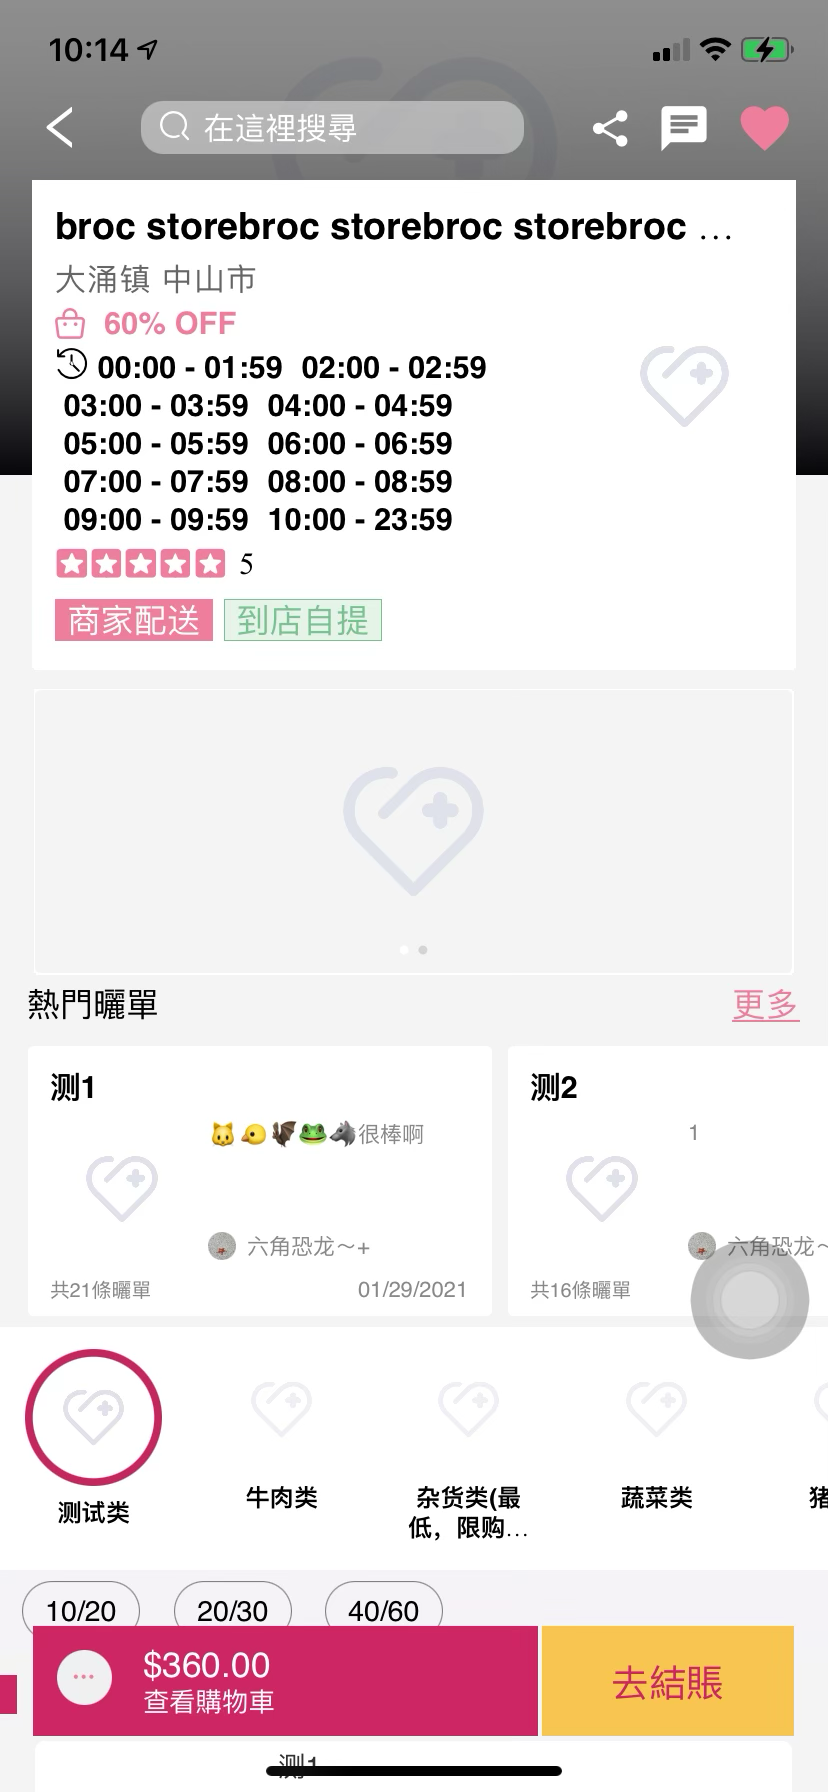 10:14
在這裡搜尋
broc storebroc storebroc storebroc ...
大涌镇 中山市
60% OFF
00:00 - 01:59 02:00 - 02:59
03:00 - 03:59 04:00 - 04:59
05:00 - 05:59 06:00 - 06:59
07:00 - 07:59 08:00 - 08:59
09:00 - 09:59 10:00 - 23:59
5
商家配送 到店自提
熱門曬單 更多
测1
🐱🐤🦇🐸🐺很棒啊
六角恐龙～+
共21條曬單 01/29/2021
测2
1
六角恐龙～
共16條曬單
测试类
牛肉类
杂货类(最
低，限购...
蔬菜类
猪
10/20 20/30 40/60
$360.00
查看購物車
去結賬
测1